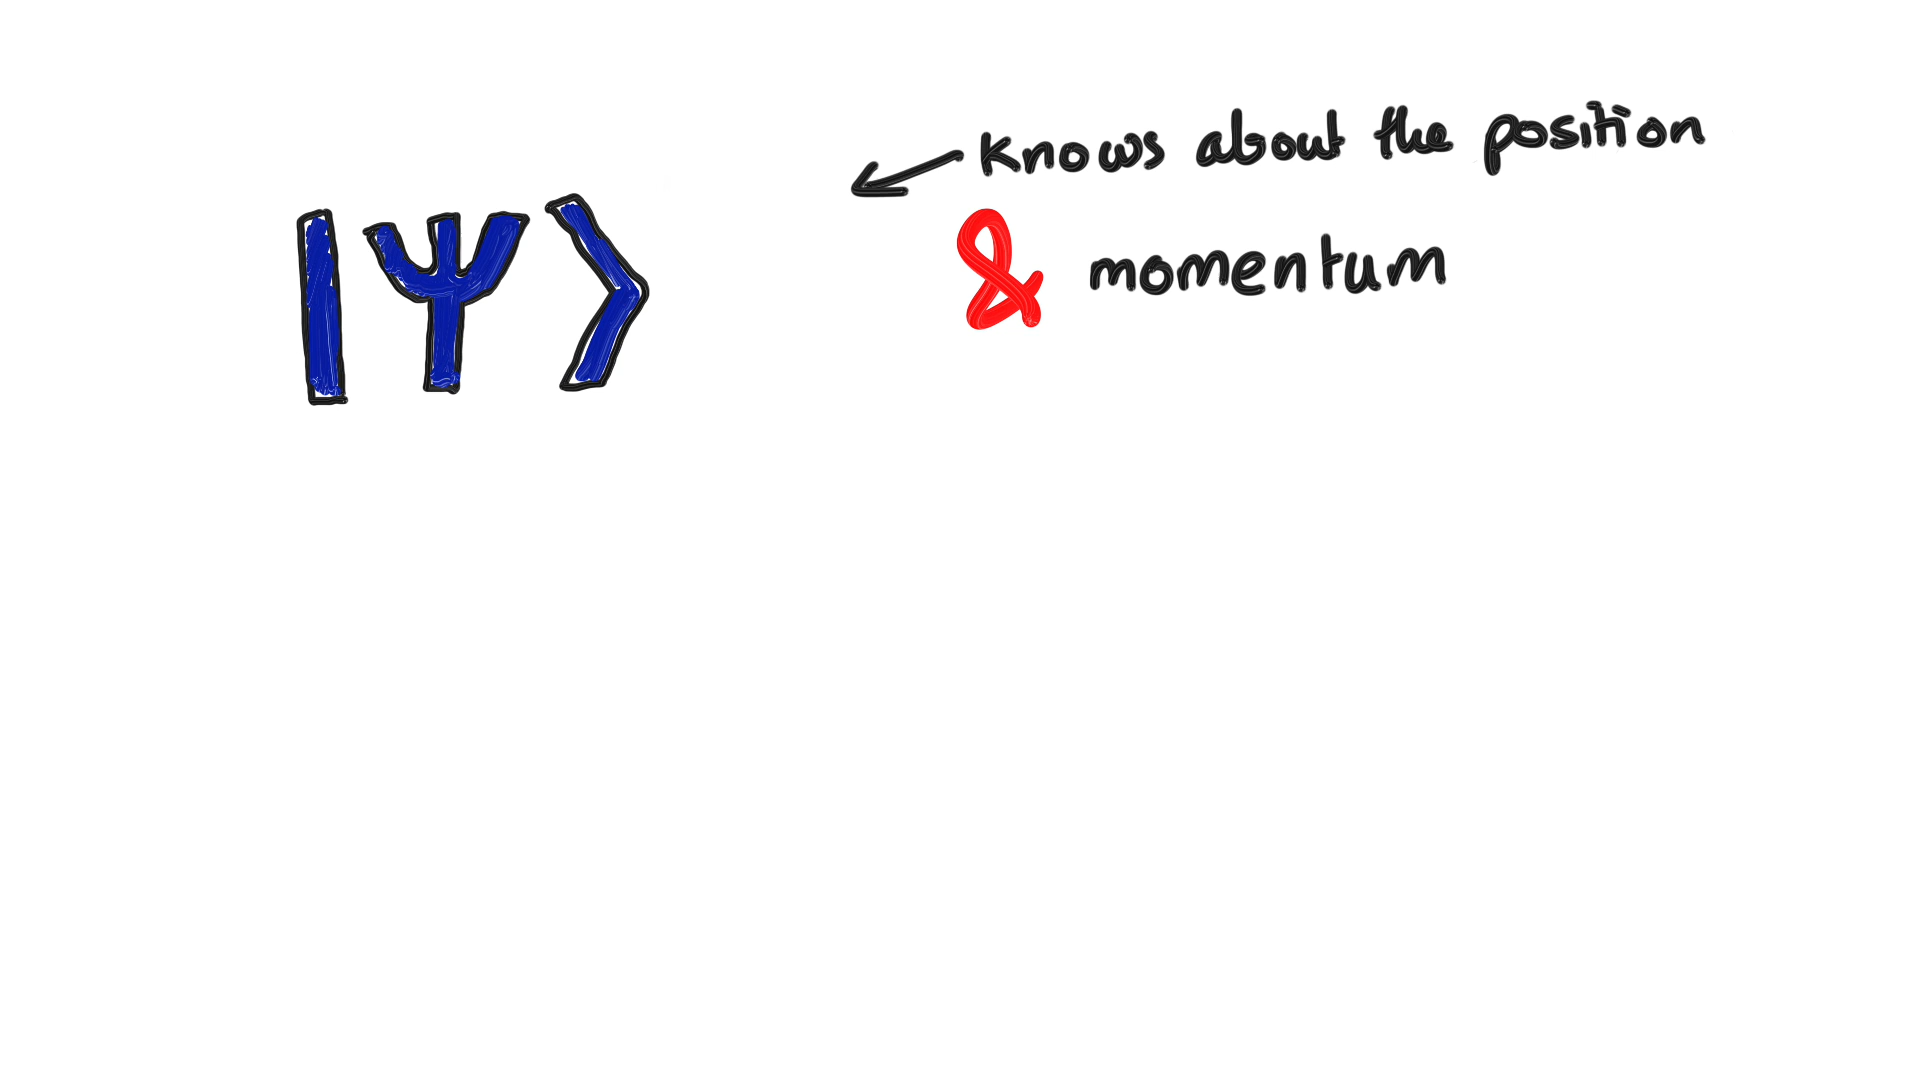 |Ψ⟩
Knows about the position
& momentum